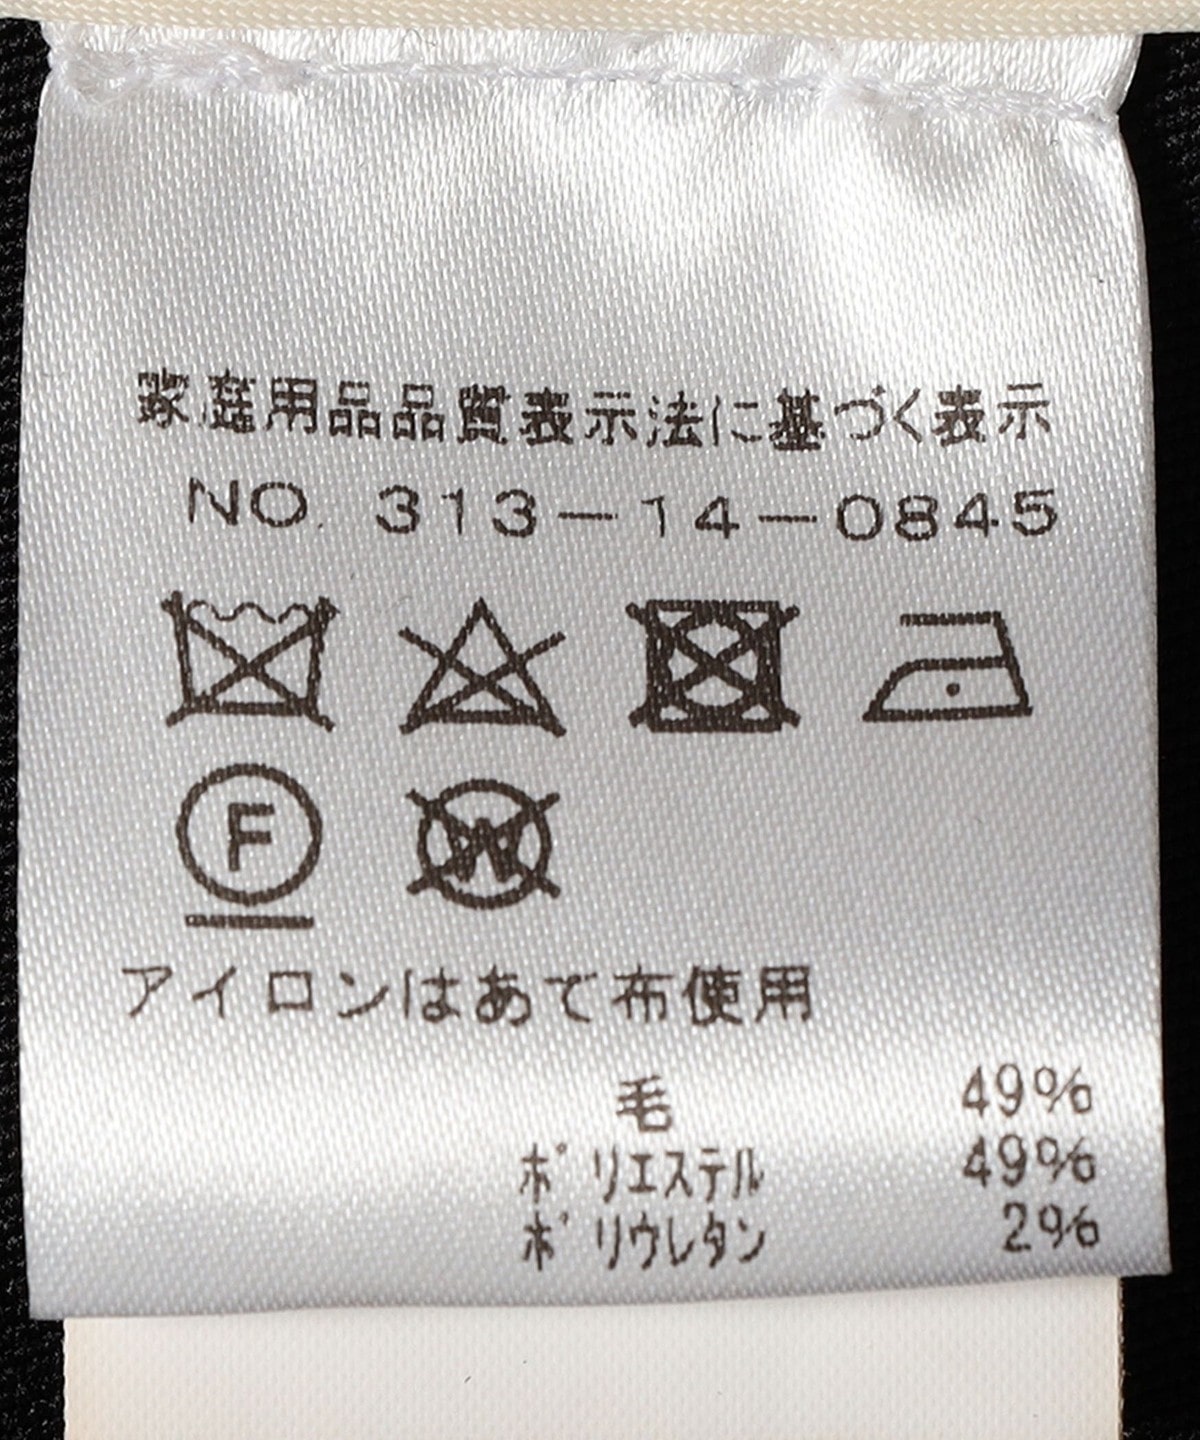 家庭用品品質表示法に基づく表示
NO. 313-14-0845
F W
アイロンはあて布使用
毛 49%
ポリエステル 49%
ポリウレタン 2%